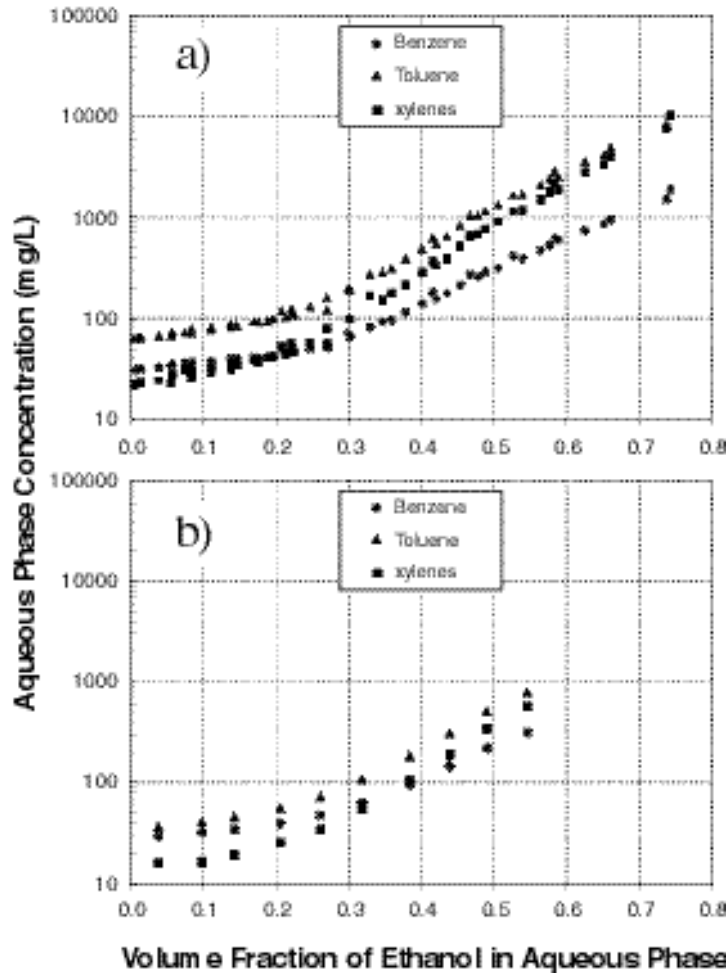 100000
10000
1000
100
10
a)
Benzene
Toluene
xylenes
0.0 0.1 0.2 0.3 0.4 0.5 0.6 0.7 0.8
Aqueous Phase Concentration (mg/L)
100000
10000
1000
100
10
b)
Benzene
Toluene
xylenes
0.0 0.1 0.2 0.3 0.4 0.5 0.6 0.7 0.8
Volume Fraction of Ethanol in Aqueous Phase